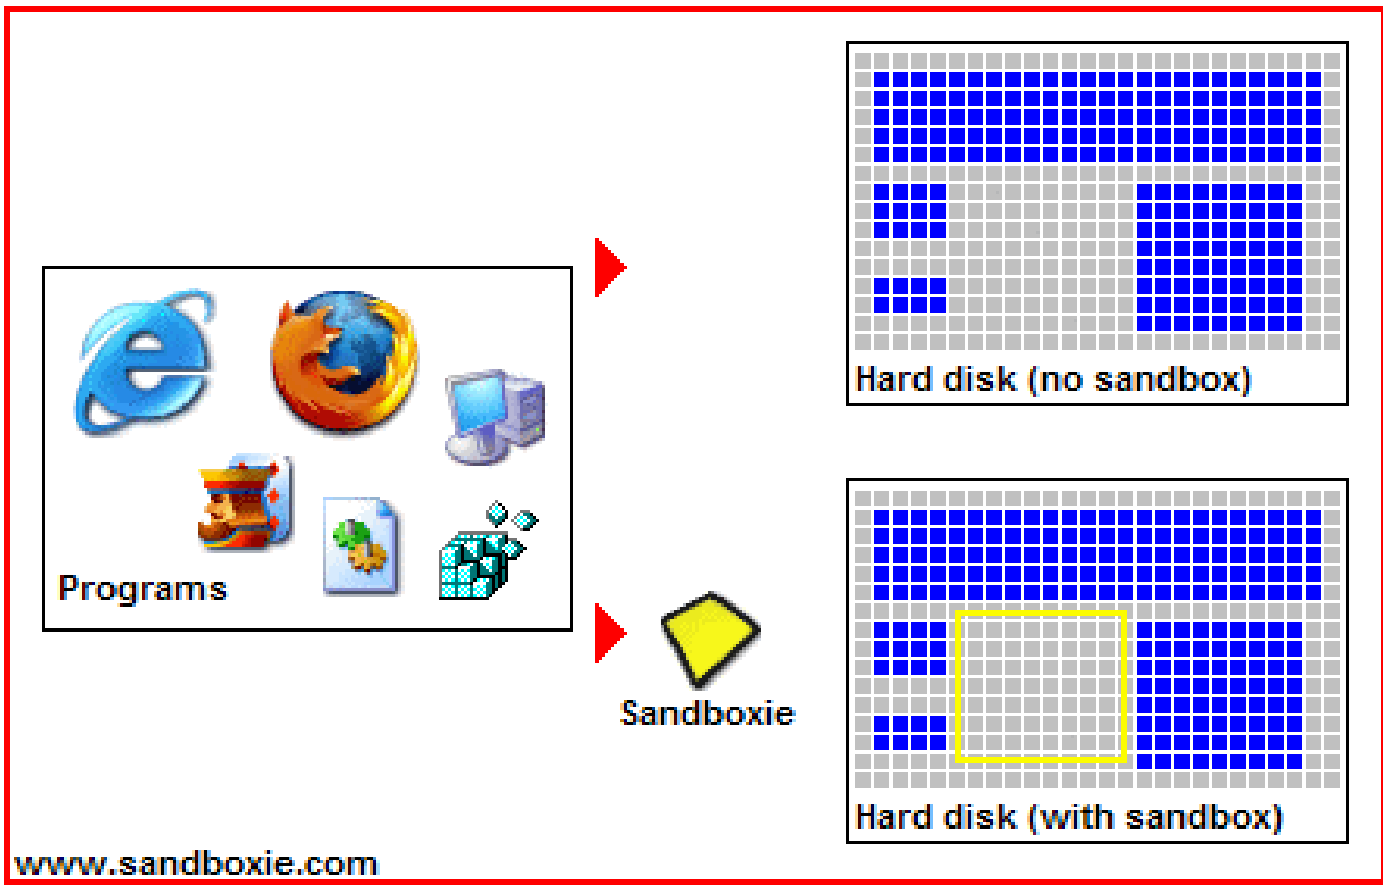 Hard disk (no sandbox)
Programs
Sandboxie
Hard disk (with sandbox)
www.sandboxie.com